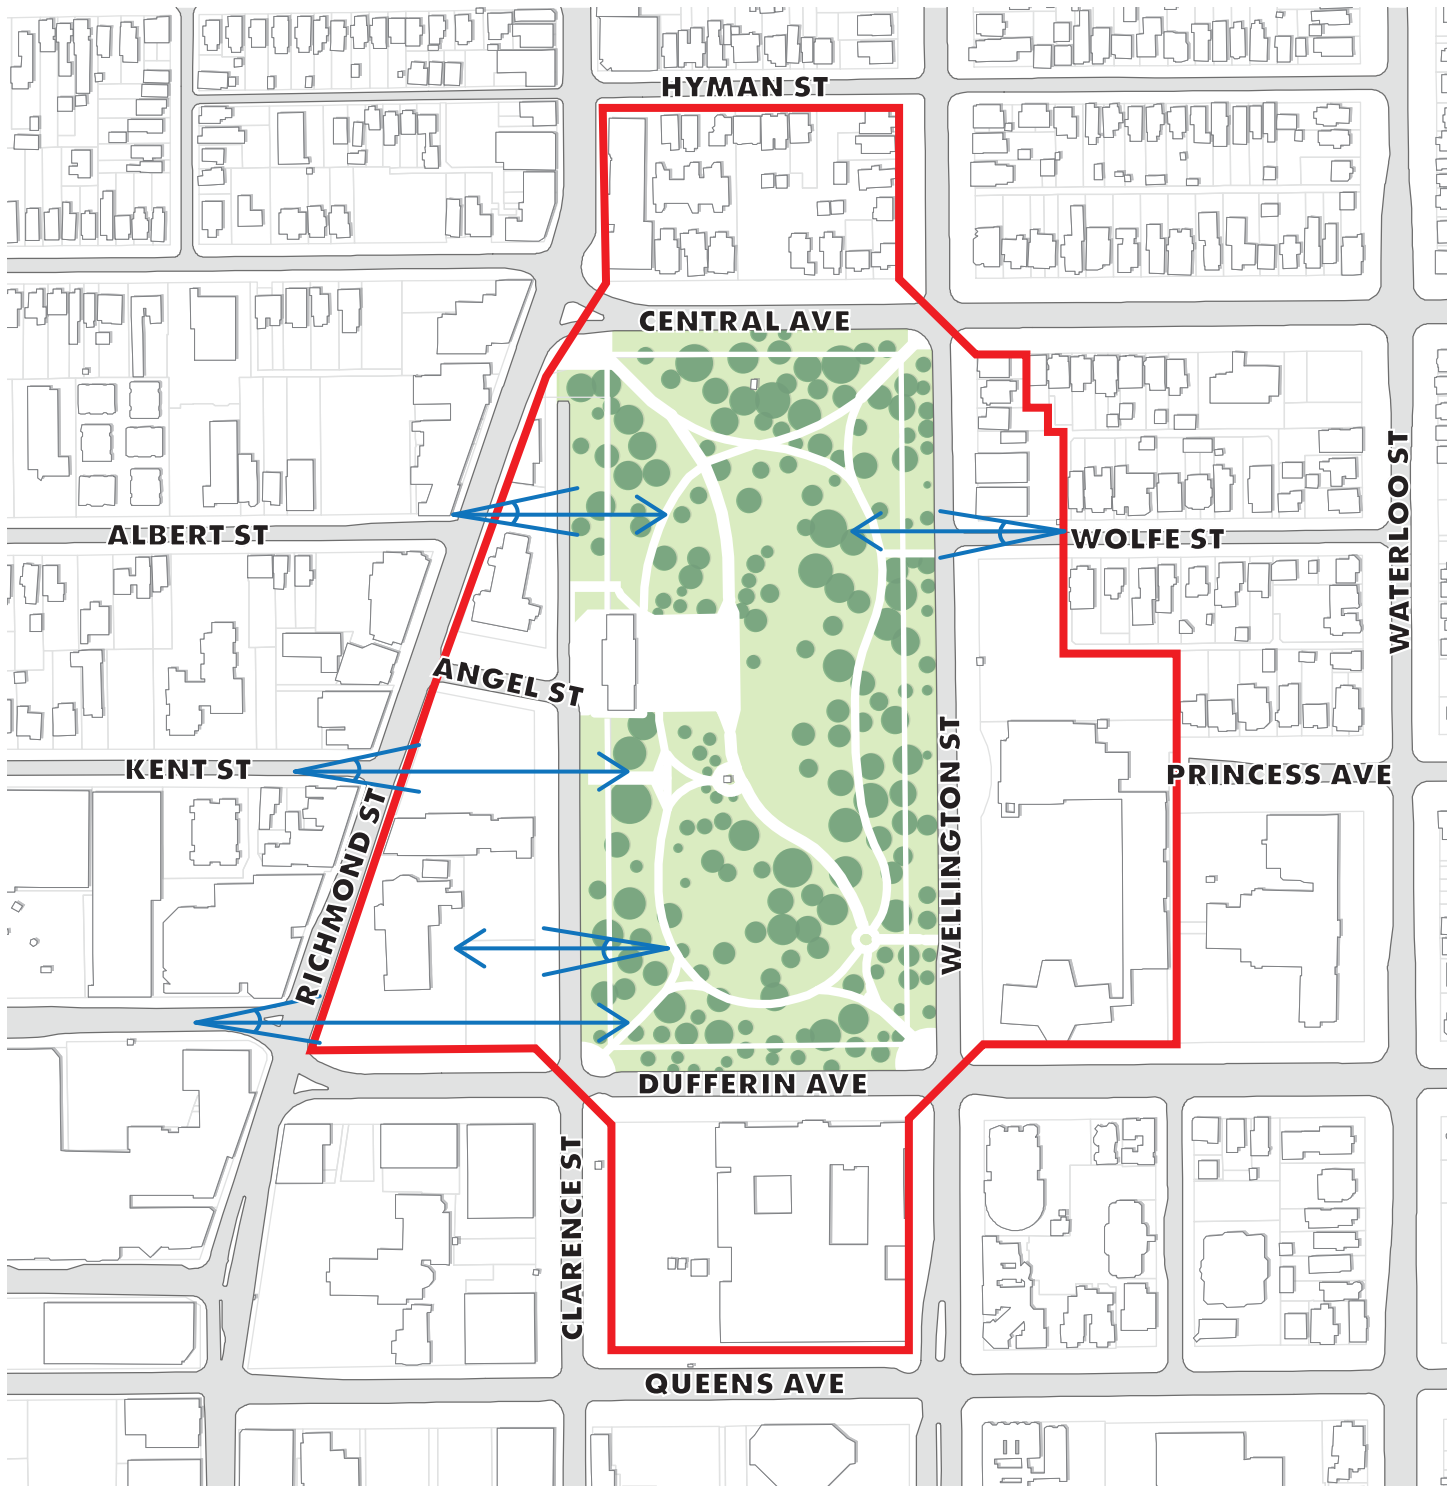 HYMAN ST
CENTRAL AVE
ALBERT ST
WOLFE ST
WATERLOO ST
ANGEL ST
KENT ST
PRINCESS AVE
RICHMOND ST
WELLINGTON ST
DUFFERIN AVE
CLARENCE ST
QUEENS AVE